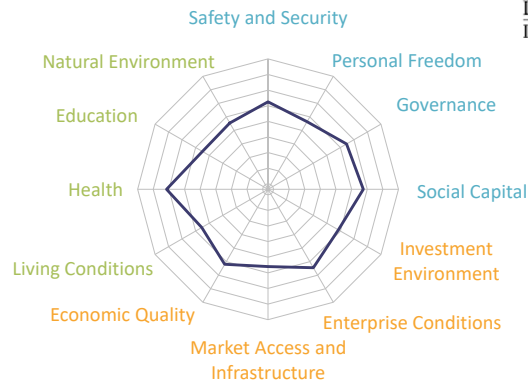 Safety and Security
Natural Environment
Personal Freedom
Education
Governance
Health
Social Capital
Investment
Environment
Living Conditions
Economic Quality
Enterprise Conditions
Market Access and
Infrastructure